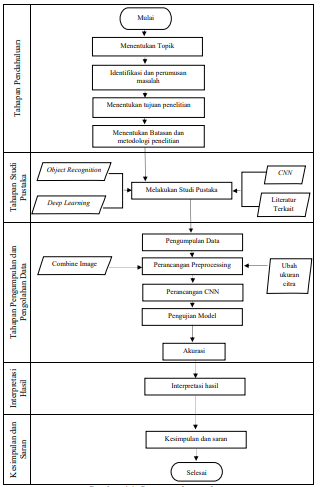 Mulai
Tahapan Pendahuluan
Menentukan Topik
Identifikasi dan perumusan
masalah
Menentukan tujuan penelitian
Menentukan Batasan dan
metodologi penelitian
Tahapan Studi
Pustaka
Object Recognition
Deep Learning
Melakukan Studi Pustaka
CNN
Literatur
Terkait
Tahapan Pengumpulan dan
Pengolahan Data
Pengumpulan Data
Combine Image
Perancangan Preprocessing
Ubah
ukuran
citra
Perancangan CNN
Pengujian Model
Akurasi
Interpretasi
Hasil
Interpretasi hasil
Kesimpulan dan
Saran
Kesimpulan dan saran
Selesai